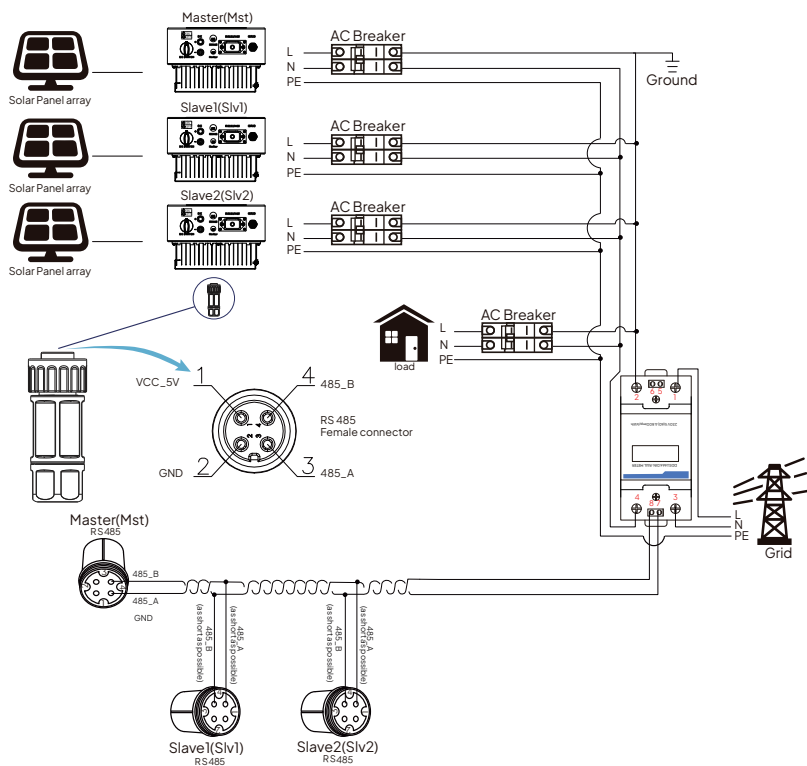 Master(Mst)
AC Breaker
L
N
PE
Ground
Solar Panel array
Slave1(Slv1)
AC Breaker
L
N
PE
Solar Panel array
Slave2(Slv2)
AC Breaker
L
N
PE
Solar Panel array
AC Breaker
L
N
PE
load
1
VCC_5V
4
485_B
RS 485
Female connector
2
GND
3
485_A
1 4
2 3
2
6 5
1
4
8 7
3
L
N
PE
Grid
Master(Mst)
RS485
485_B
485_A
GND
485_B
(as short as possible)
485_A
(as short as possible)
485_B
(as short as possible)
485_A
(as short as possible)
Slave1(Slv1)
RS485
Slave2(Slv2)
RS485